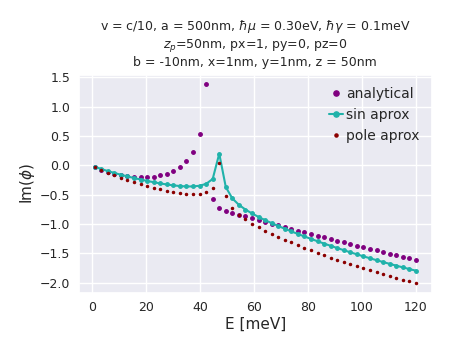 v = c/10, a = 500nm, ℏμ = 0.30eV, ℏγ = 0.1meV
z_p=50nm, px=1, py=0, pz=0
b = -10nm, x=1nm, y=1nm, z = 50nm
1.5
1.0
0.5
0.0
−0.5
−1.0
−1.5
−2.0
Im(ϕ)
analytical
sin aprox
pole aprox
0 20 40 60 80 100 120
E [meV]